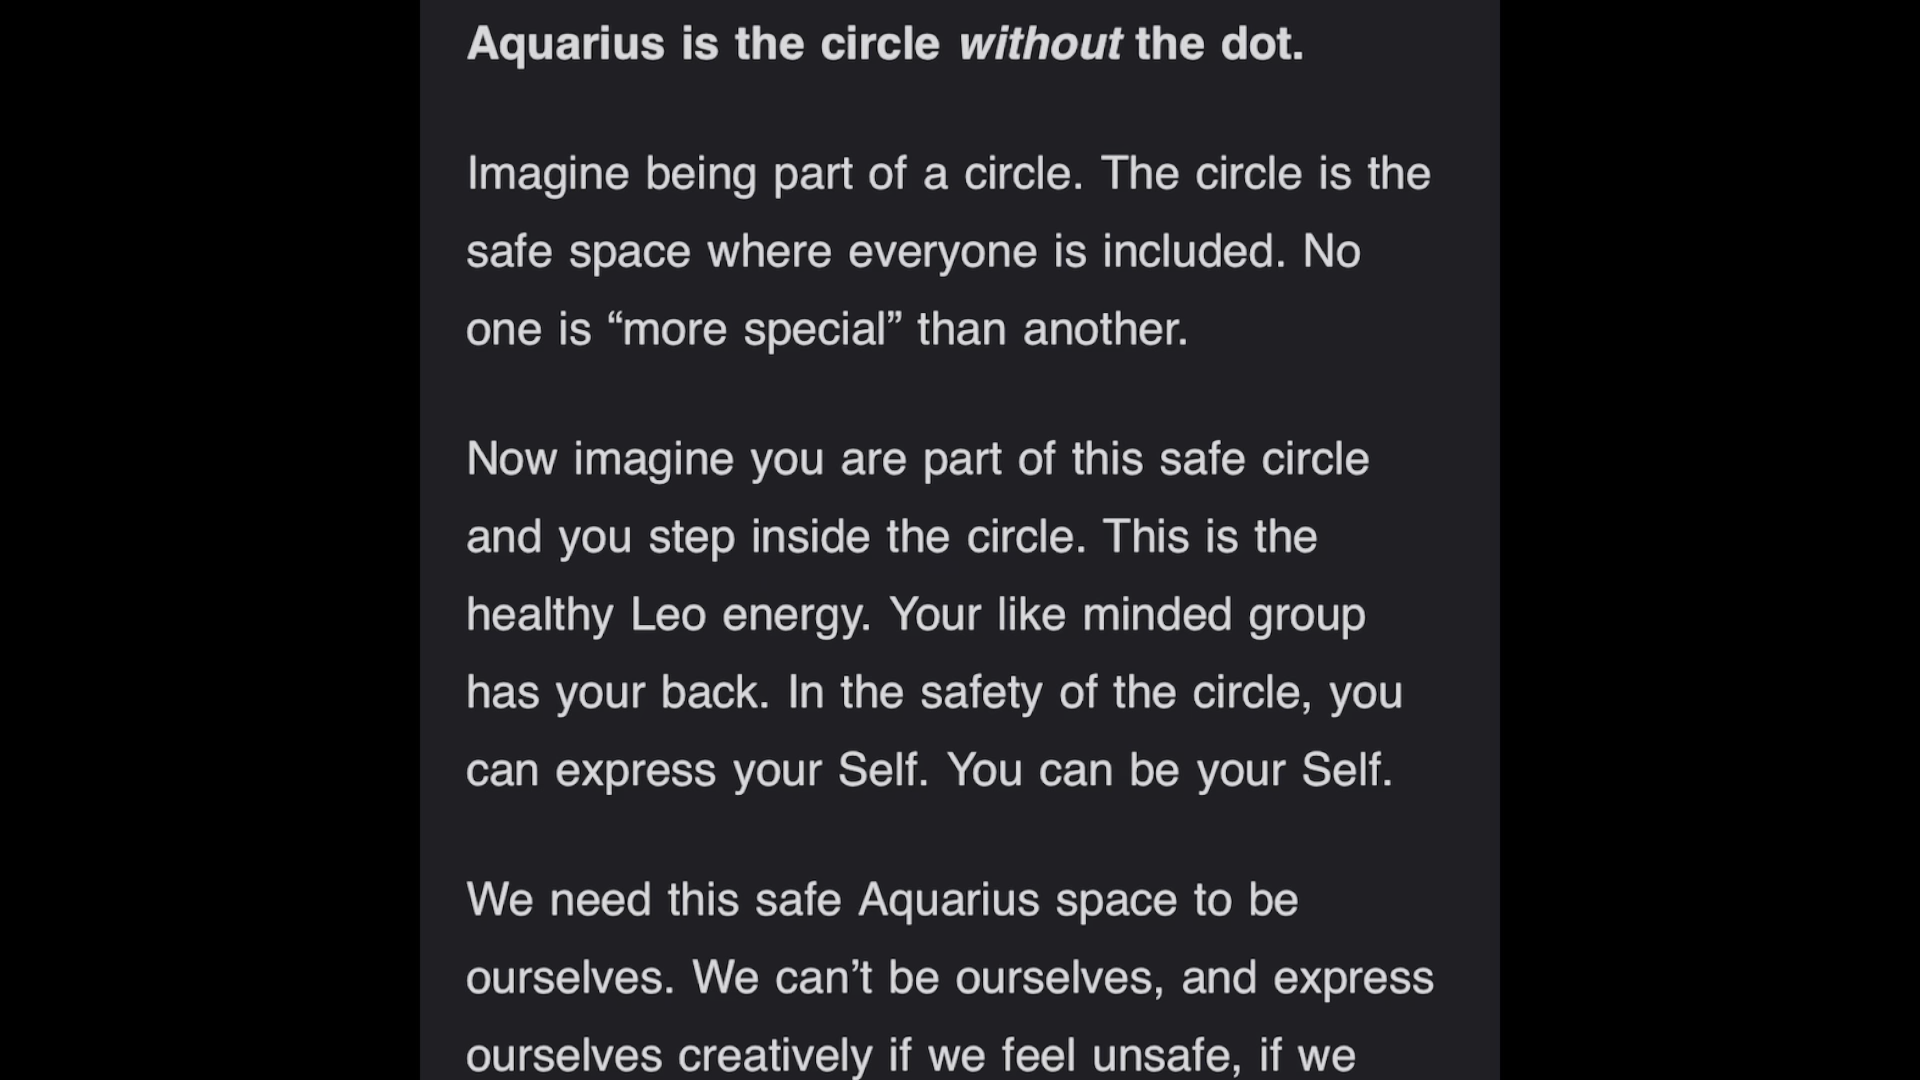 Aquarius is the circle without the dot.
Imagine being part of a circle. The circle is the
safe space where everyone is included. No
one is “more special” than another.
Now imagine you are part of this safe circle
and you step inside the circle. This is the
healthy Leo energy. Your like minded group
has your back. In the safety of the circle, you
can express your Self. You can be your Self.
We need this safe Aquarius space to be
ourselves. We can’t be ourselves, and express
ourselves creatively if we feel unsafe, if we